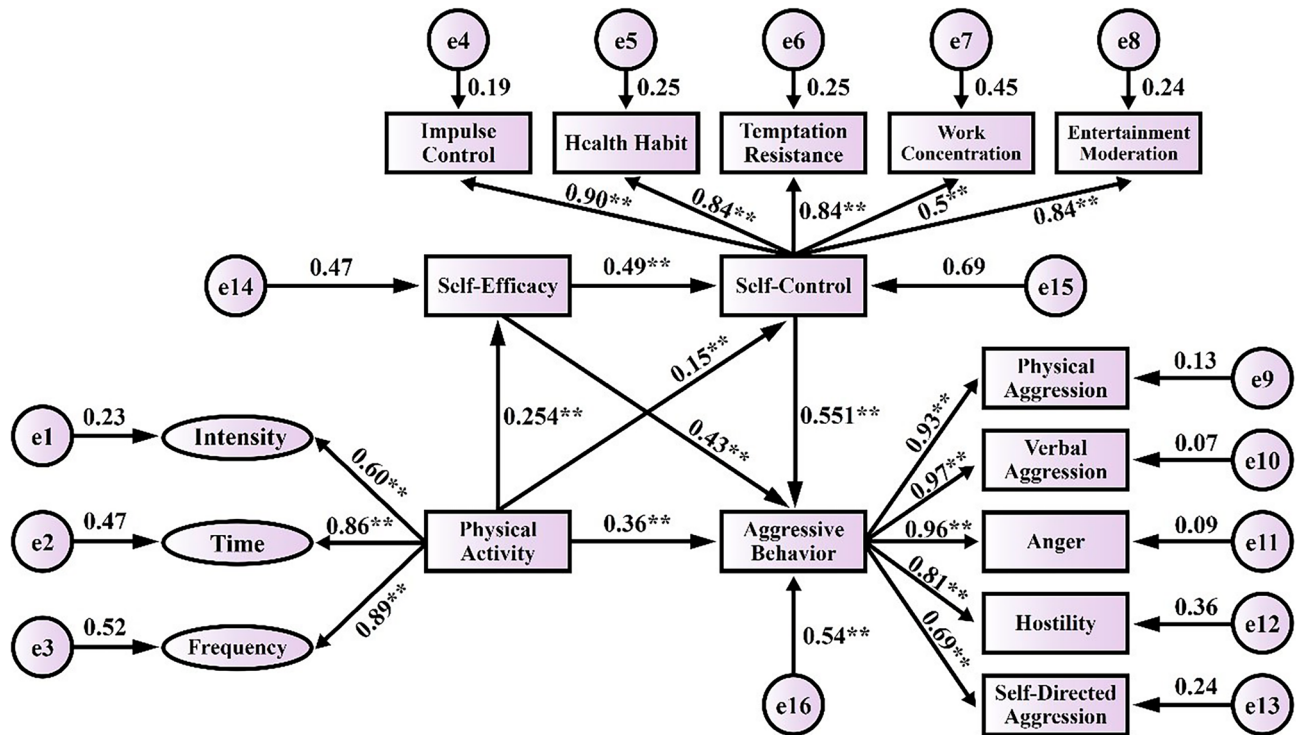 e4
e5
e6
e7
e8
0.19
0.25
0.25
0.45
0.24
Impulse
Control
Hcalth Habit
Temptation
Resistance
Work
Concentration
Entertainment
Moderation
0.90**
0.84**
0.84**
0.5**
0.84**
e14
0.47
Self-Efficacy
0.49**
Self-Control
0.69
e15
0.254**
0.15**
0.43**
0.551**
e1
0.23
Intensity
0.60**
e2
0.47
Time
0.86**
e3
0.52
Frequency
0.89**
Physical
Activity
0.36**
Aggressive
Behavior
0.54**
e16
0.93**
Physical
Aggression
0.13
e9
0.97**
Verbal
Aggression
0.07
e10
0.96**
Anger
0.09
e11
0.81**
Hostility
0.36
e12
0.69**
Self-Directed
Aggression
0.24
e13